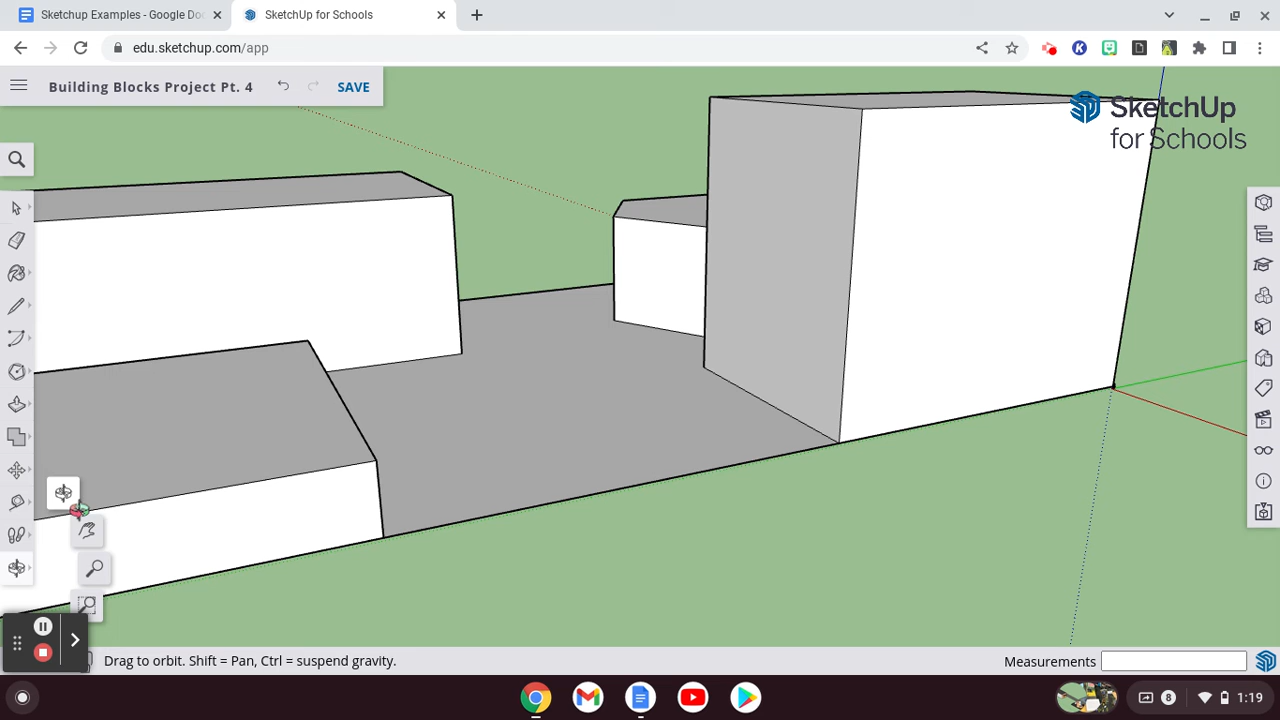 Sketchup Examples - Google Doc
SketchUp for Schools
edu.sketchup.com/app
Building Blocks Project Pt. 4
SAVE
SketchUp
for Schools
Drag to orbit. Shift = Pan, Ctrl = suspend gravity.
Measurements
8
1:19